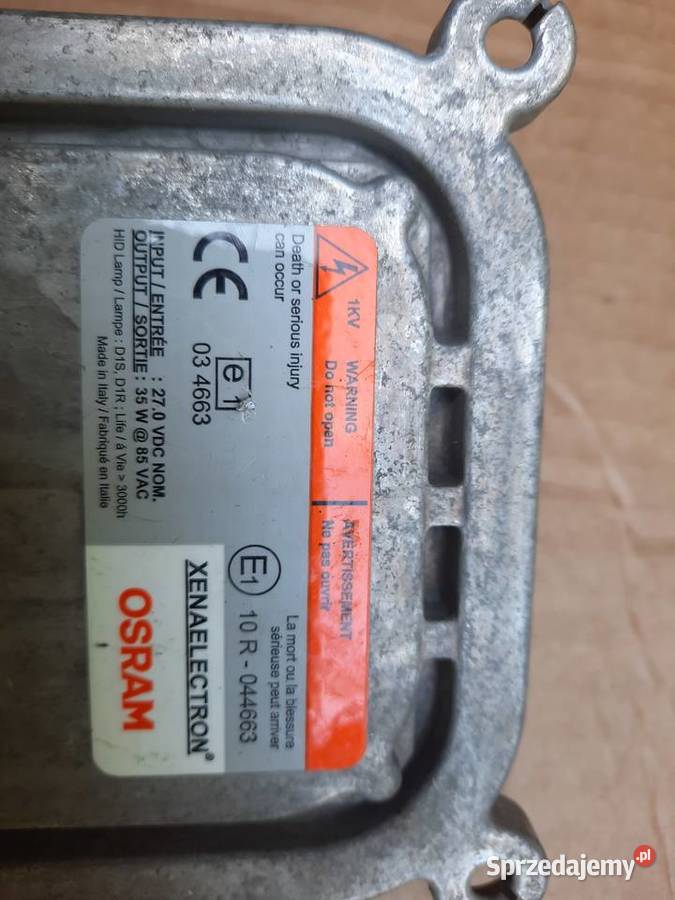 1KV WARNING AVERTISSEMENT
Do not open Ne pas ouvrir
Death or serious injury
can occur
La mort ou la blessure
sérieuse peut arriver
CE e1 E1 10 R - 044663
03 4663
INPUT / ENTRÉE : 27.0 VDC NOM.
OUTPUT / SORTIE : 35 W @ 85 VAC
HID Lamp / Lampe : D1S, D1R ; Life / à Vie > 3000h
Made in Italy / Fabriqué en Italie
XENAELECTRON®
OSRAM
Sprzedajemy.pl